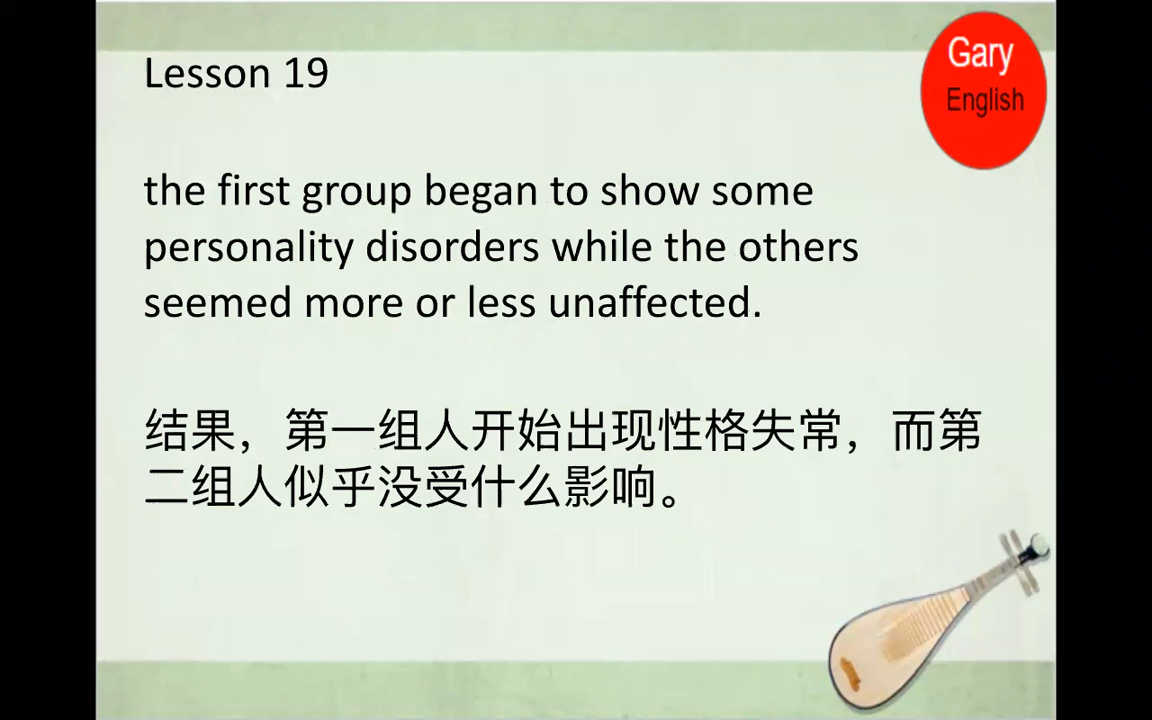 Lesson 19
Gary
English
the first group began to show some
personality disorders while the others
seemed more or less unaffected.
结果，第一组人开始出现性格失常，而第
二组人似乎没受什么影响。